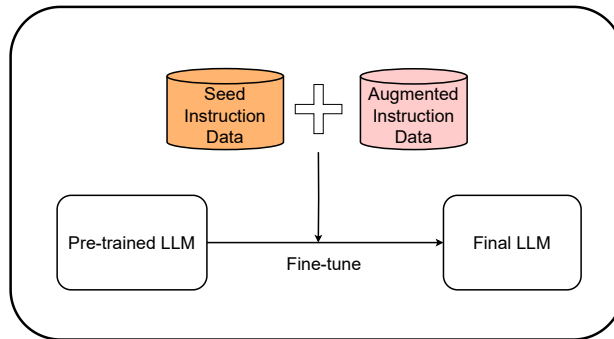 Seed
Instruction
Data
Augmented
Instruction
Data
Pre-trained LLM
Fine-tune
Final LLM